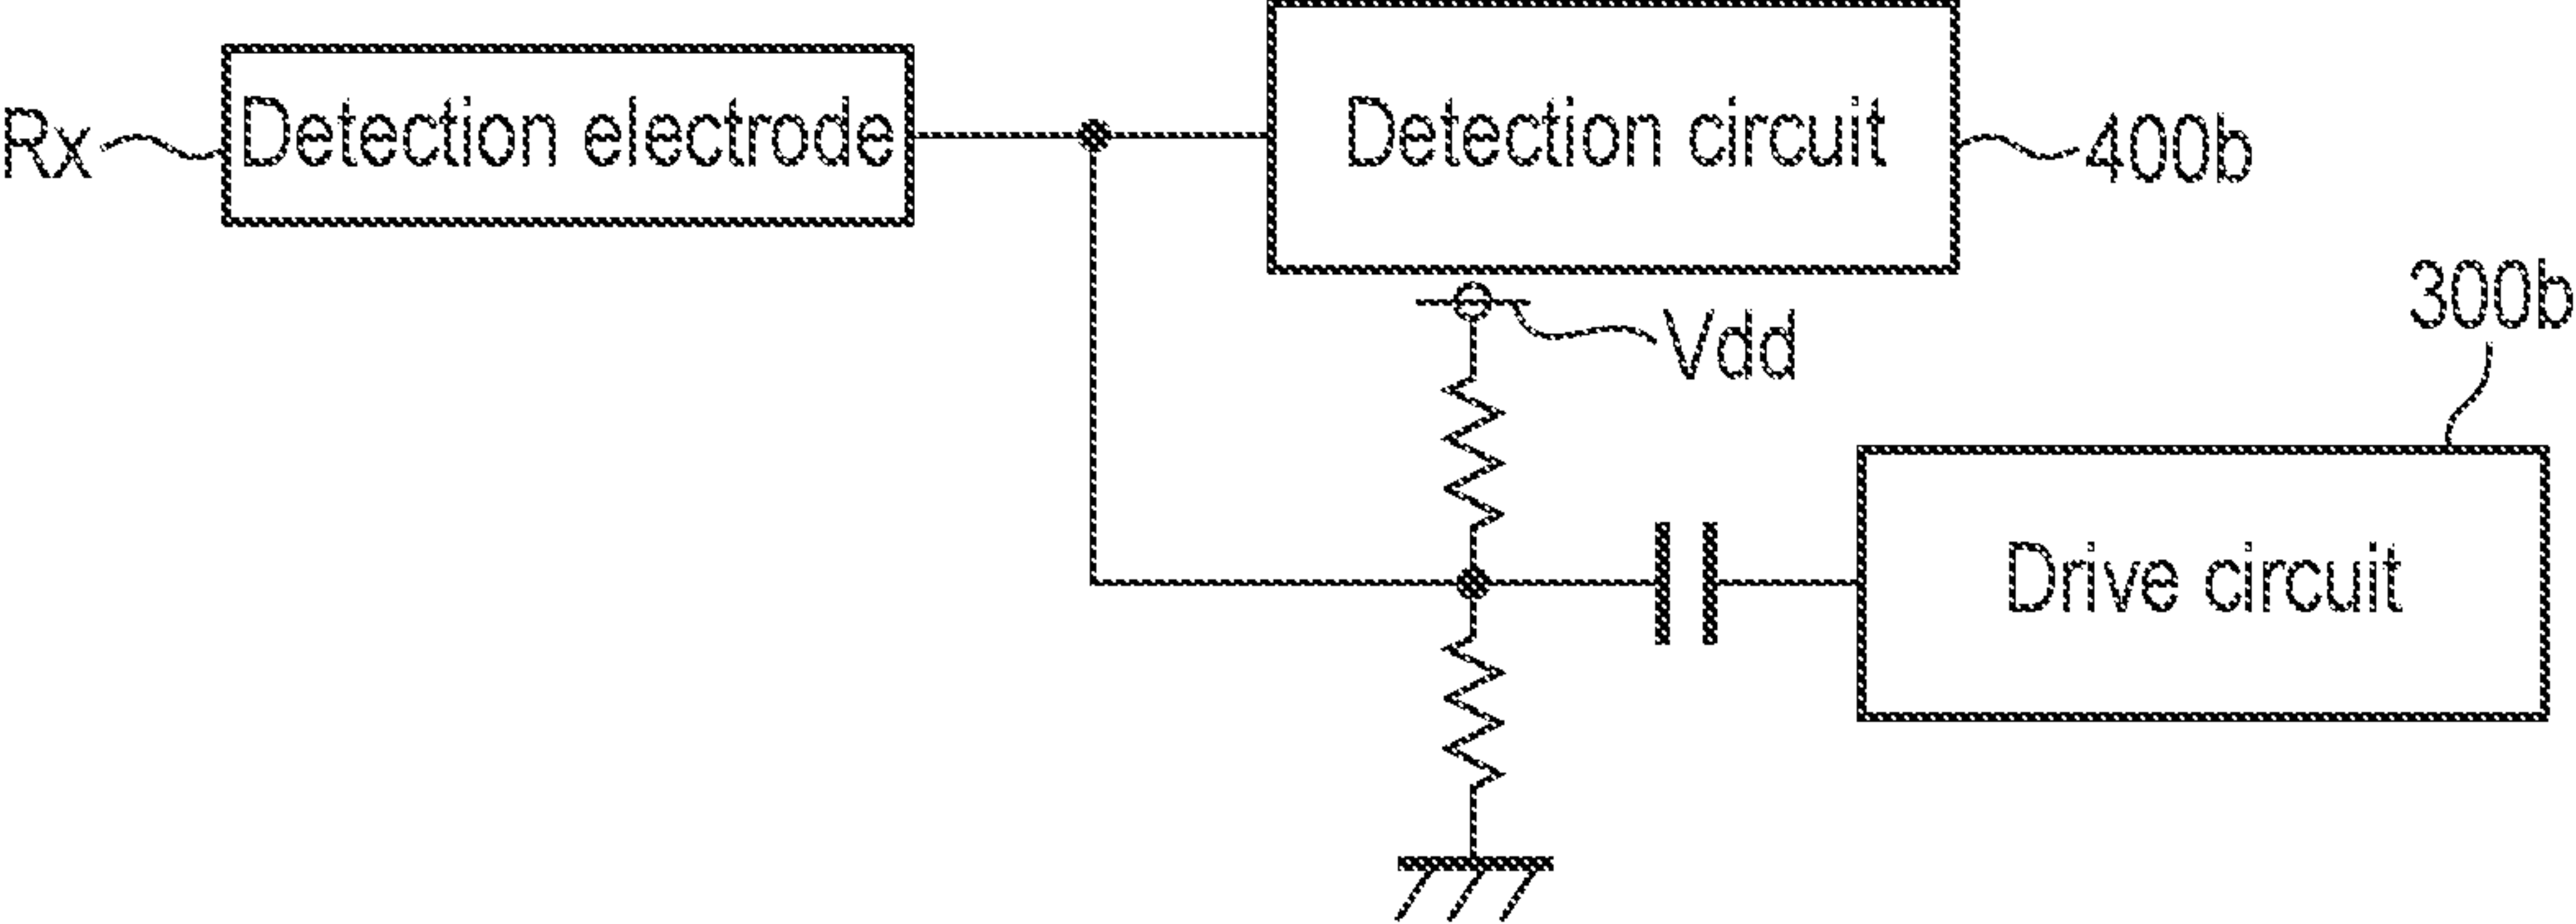 Rx
Detection electrode
Detection circuit
400b
Vdd
300b
Drive circuit